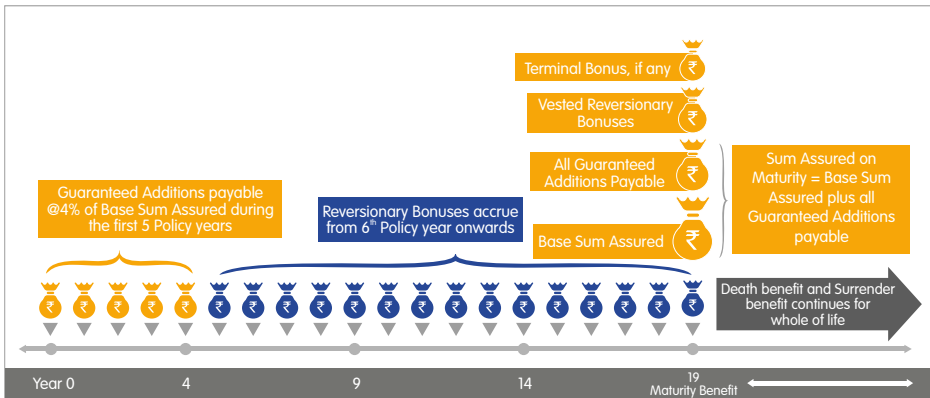 Terminal Bonus, if any
₹
Vested Reversionary
Bonuses
₹
All Guaranteed
Additions Payable
₹
Base Sum Assured
₹
Sum Assured on
Maturity = Base Sum
Assured plus all
Guaranteed Additions
payable
Guaranteed Additions payable
@4% of Base Sum Assured during
the first 5 Policy years
Reversionary Bonuses accrue
from 6th Policy year onwards
₹ ₹ ₹ ₹ ₹ ₹ ₹ ₹ ₹ ₹ ₹ ₹ ₹ ₹ ₹ ₹ ₹ ₹ ₹ ₹
Death benefit and Surrender
benefit continues for
whole of life
Year 0 4 9 14 19
Maturity Benefit